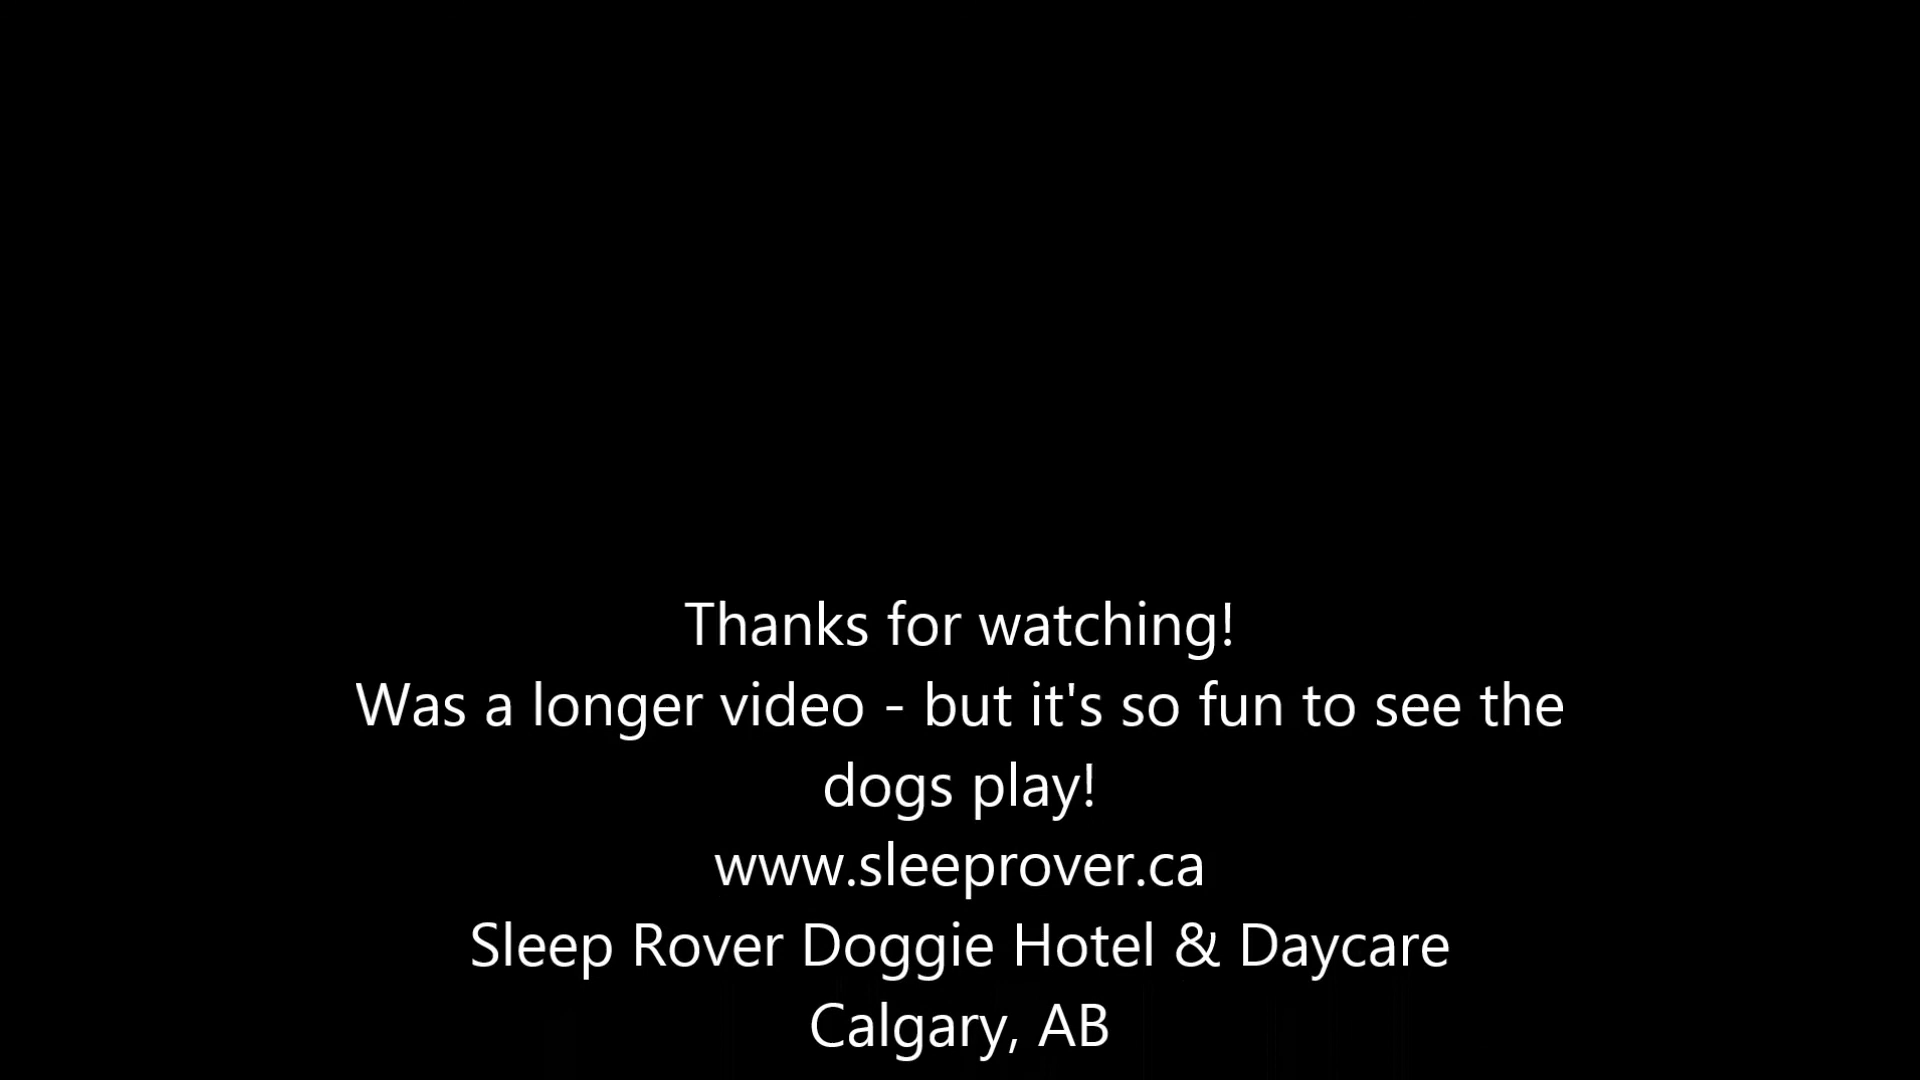 Thanks for watching!
Was a longer video - but it's so fun to see the
dogs play!
www.sleeprover.ca
Sleep Rover Doggie Hotel & Daycare
Calgary, AB